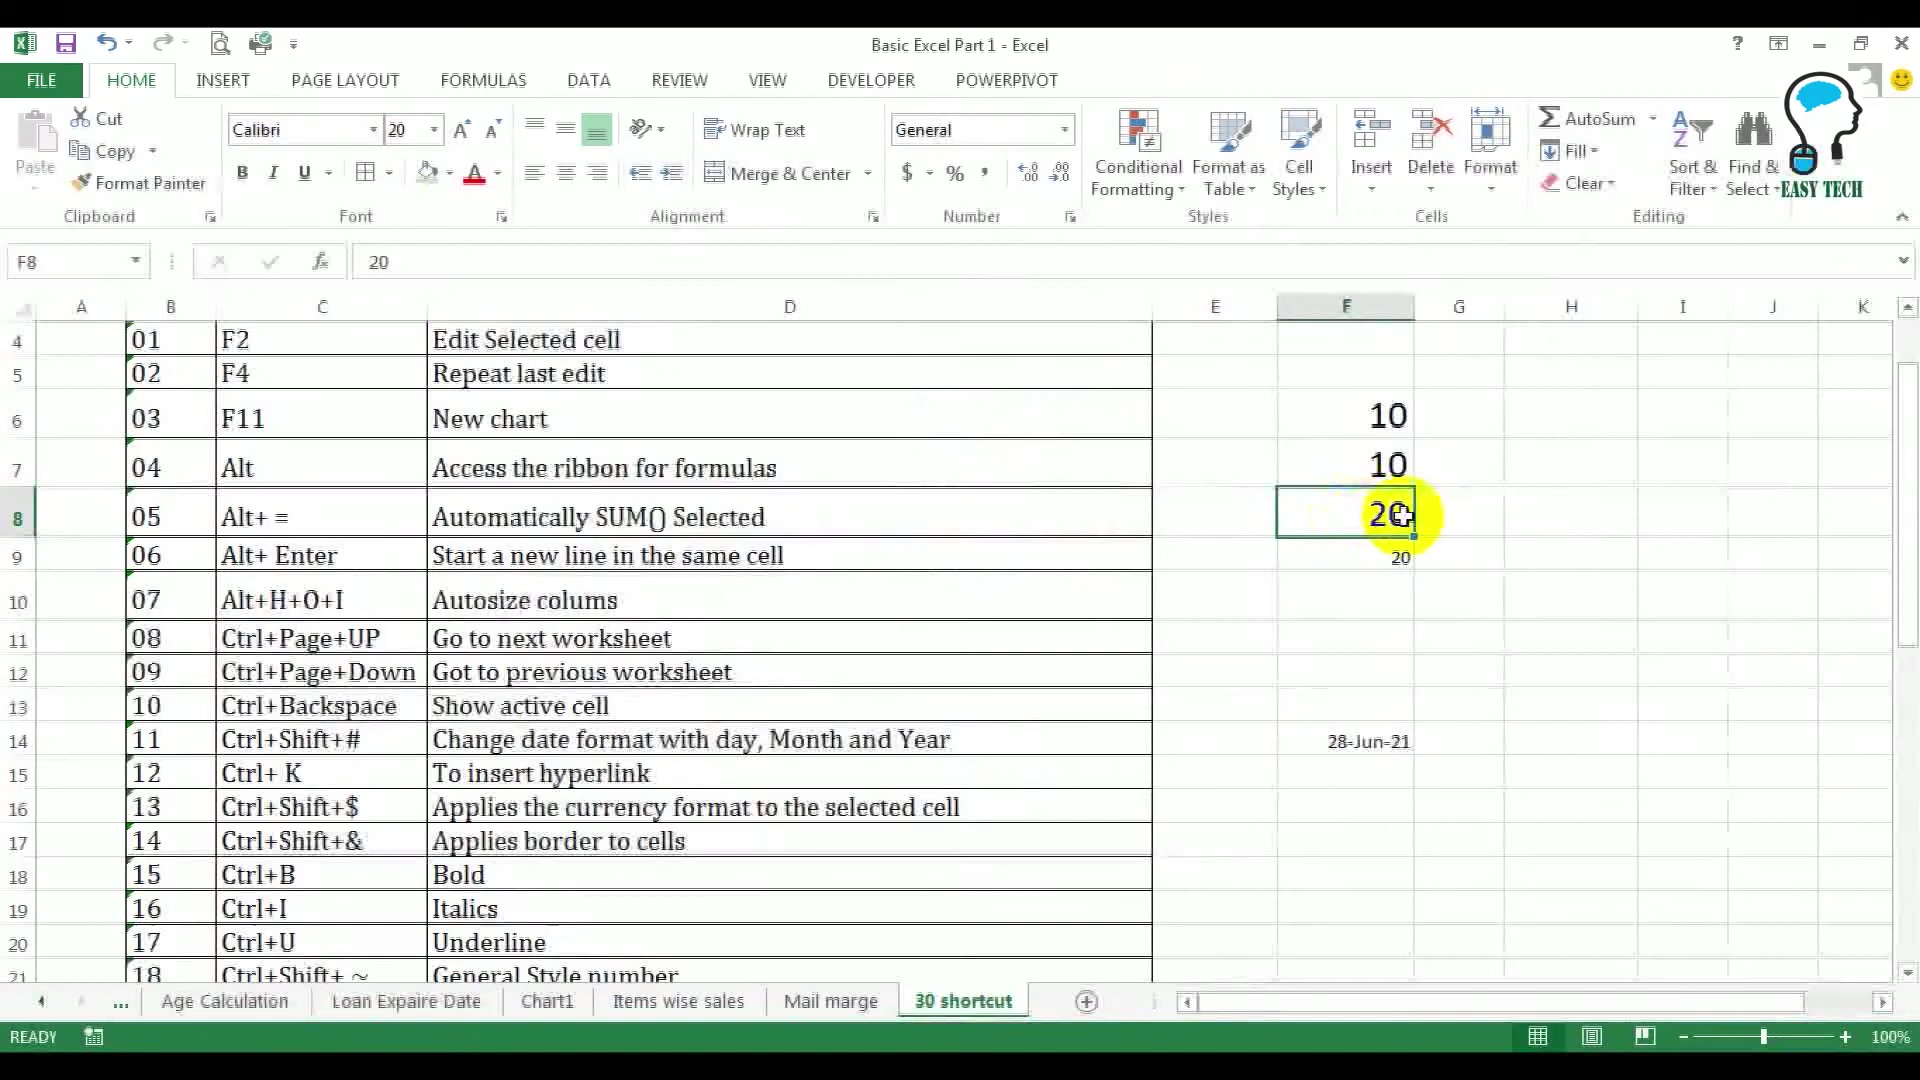 Basic Excel Part 1 - Excel
?
FILE HOME INSERT PAGE LAYOUT FORMULAS DATA REVIEW VIEW DEVELOPER POWERPIVOT
Paste
Cut
Copy
Format Painter
Clipboard
Calibri 20
B I U
Font
Wrap Text
Merge & Center
Alignment
General
$ % ,
Number
Conditional Formatting
Format as Table
Cell Styles
Styles
Insert
Delete
Format
Cells
AutoSum
Fill
Clear
Sort & Filter
Find & Select
Editing
EASY TECH
F8 fx 20
A B C D E F G H I J K
4 01 F2 Edit Selected cell
5 02 F4 Repeat last edit
6 03 F11 New chart 10
7 04 Alt Access the ribbon for formulas 10
8 05 Alt+ = Automatically SUM() Selected 20
9 06 Alt+ Enter Start a new line in the same cell 20
10 07 Alt+H+O+I Autosize colums
11 08 Ctrl+Page+UP Go to next worksheet
12 09 Ctrl+Page+Down Got to previous worksheet
13 10 Ctrl+Backspace Show active cell
14 11 Ctrl+Shift+# Change date format with day, Month and Year 28-Jun-21
15 12 Ctrl+ K To insert hyperlink
16 13 Ctrl+Shift+$ Applies the currency format to the selected cell
17 14 Ctrl+Shift+& Applies border to cells
18 15 Ctrl+B Bold
19 16 Ctrl+I Italics
20 17 Ctrl+U Underline
21 18 Ctrl+Shift+ ~ General Style number
... Age Calculation Loan Expaire Date Chart1 Items wise sales Mail marge 30 shortcut
READY 100%